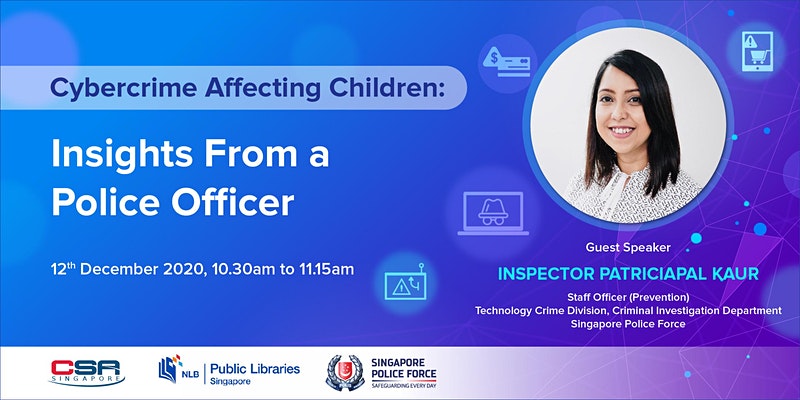 Cybercrime Affecting Children:
Insights From a
Police Officer
12th December 2020, 10.30am to 11.15am
Guest Speaker
INSPECTOR PATRICIAPAL KAUR
Staff Officer (Prevention)
Technology Crime Division, Criminal Investigation Department
Singapore Police Force
CSR
SINGAPORE
NLB
Public Libraries
Singapore
SINGAPORE
POLICE FORCE
SAFEGUARDING EVERY DAY